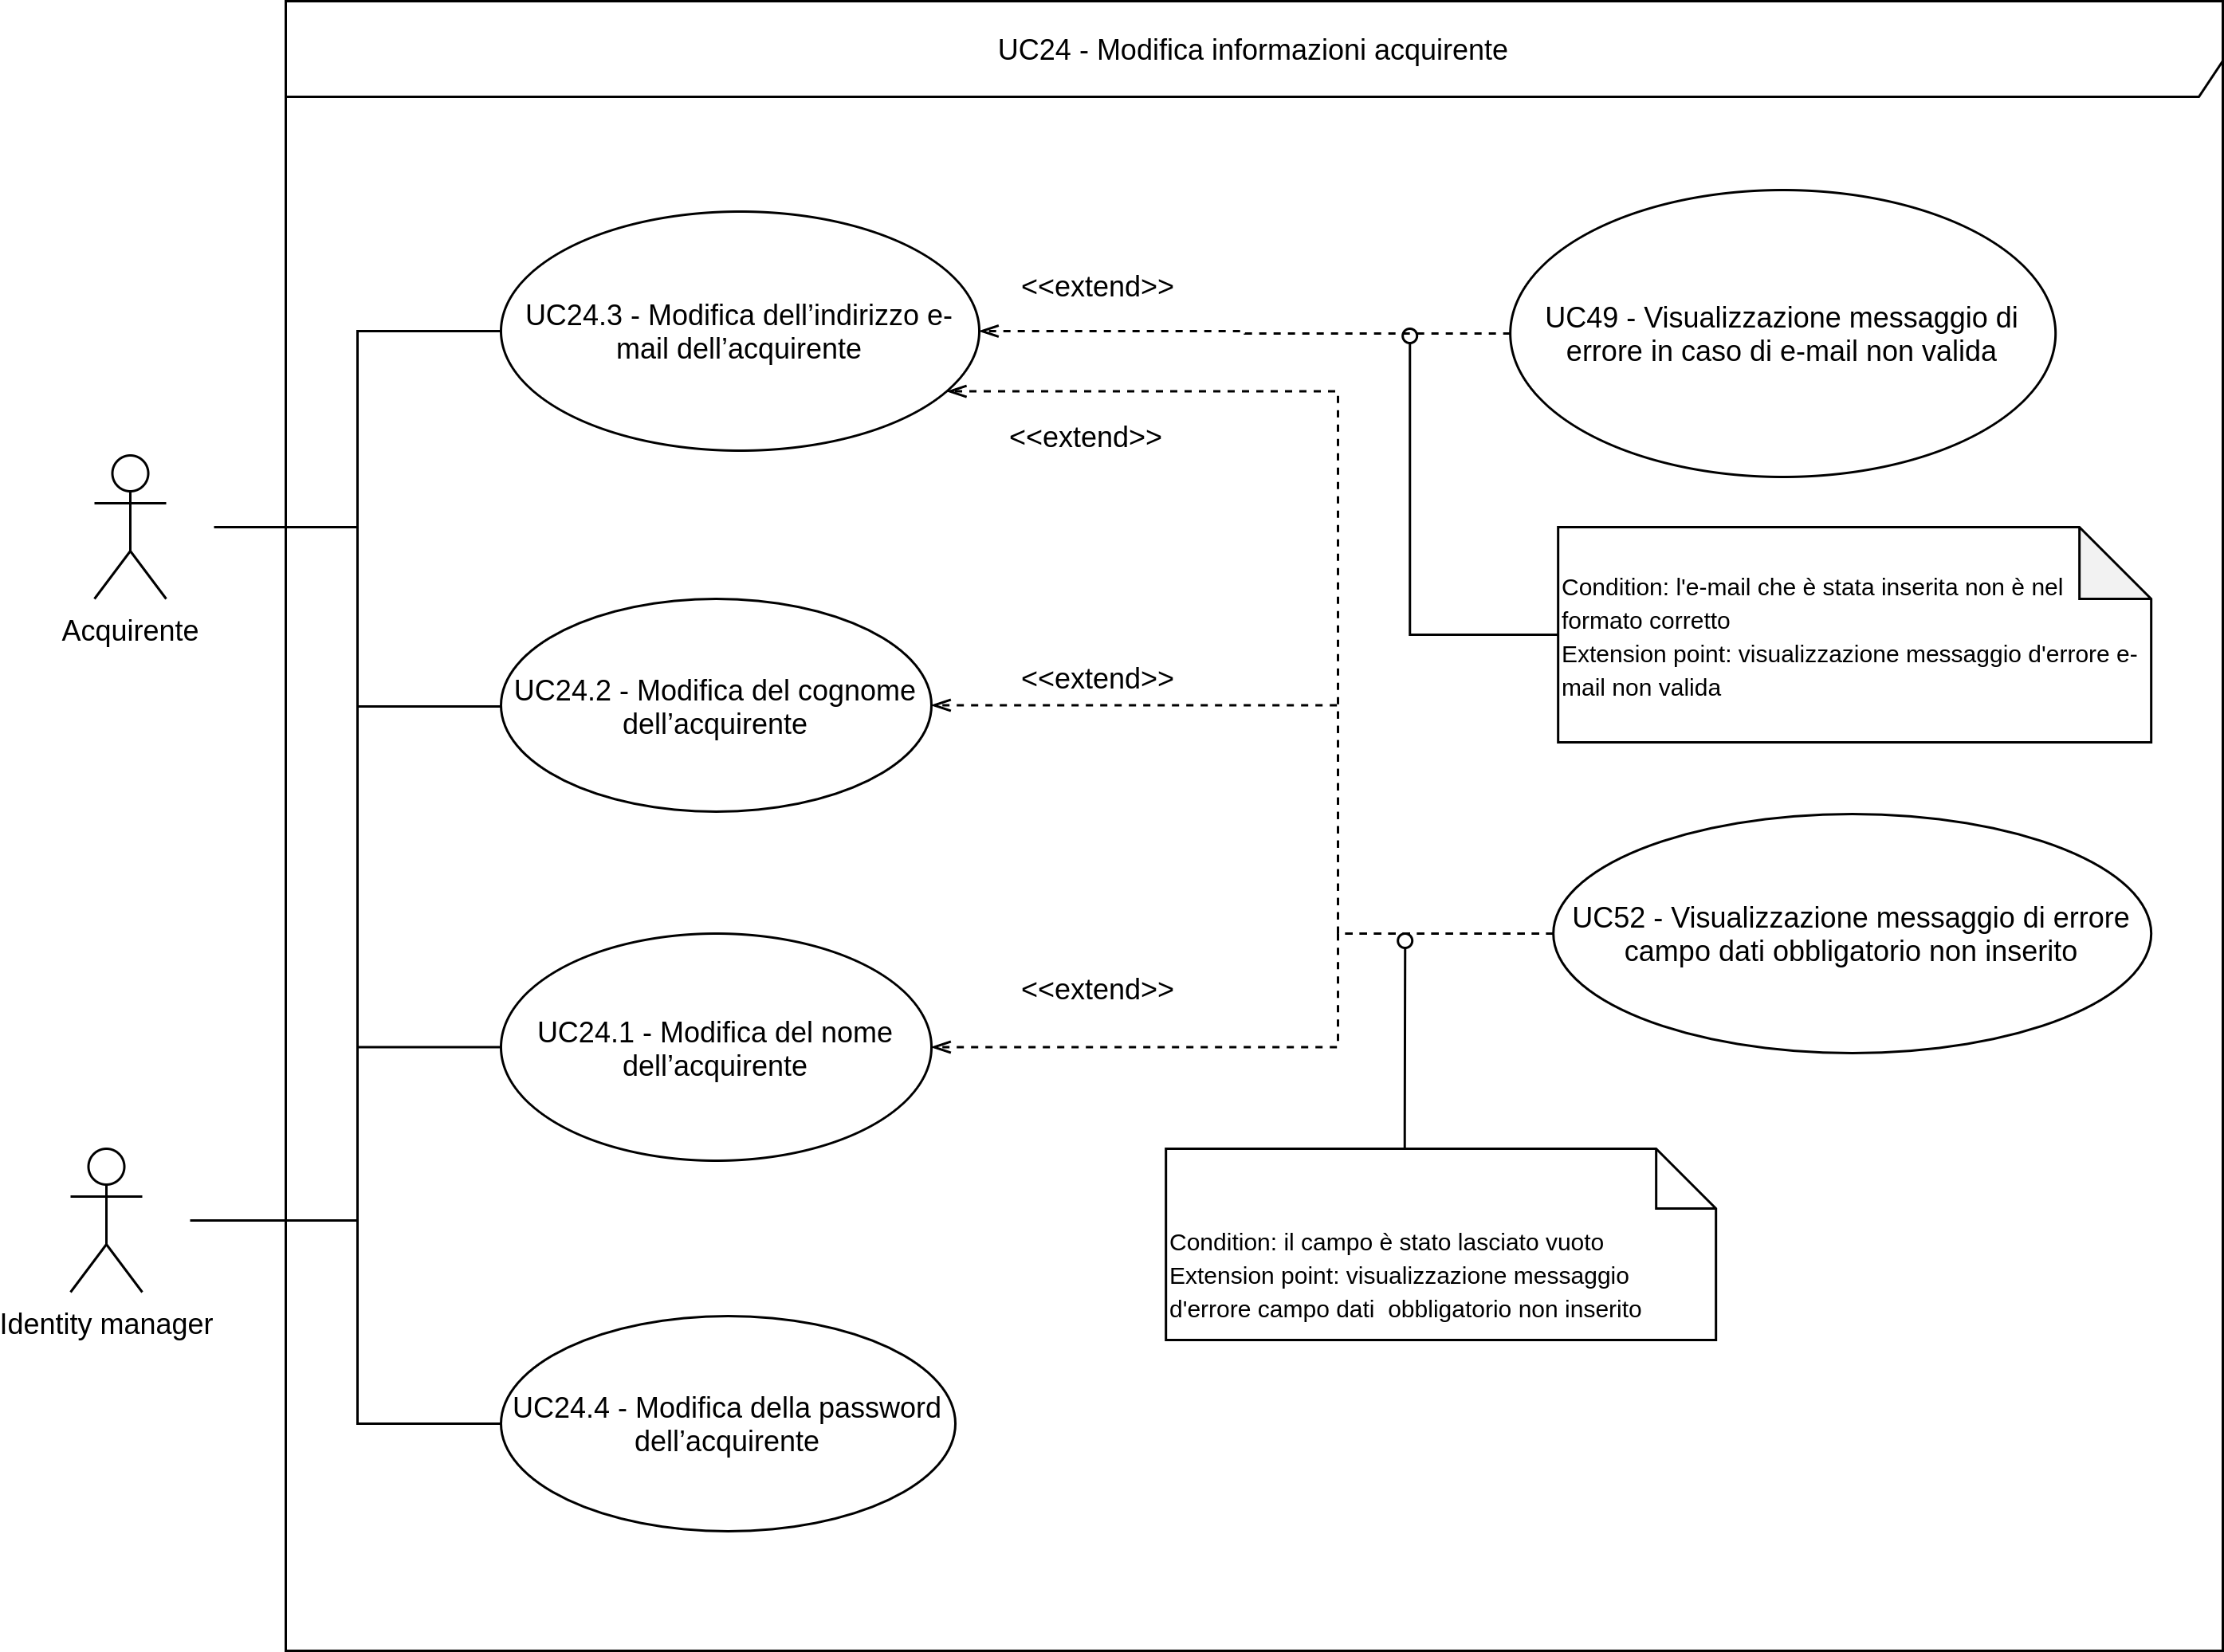 UC24 - Modifica informazioni acquirente
<<extend>>
UC24.3 - Modifica dell’indirizzo e-
mail dell’acquirente
UC49 - Visualizzazione messaggio di
errore in caso di e-mail non valida
<<extend>>
Acquirente
Condition: l'e-mail che è stata inserita non è nel
formato corretto
Extension point: visualizzazione messaggio d'errore e-
mail non valida
<<extend>>
UC24.2 - Modifica del cognome
dell’acquirente
UC52 - Visualizzazione messaggio di errore
campo dati obbligatorio non inserito
<<extend>>
UC24.1 - Modifica del nome
dell’acquirente
Identity manager
Condition: il campo è stato lasciato vuoto
Extension point: visualizzazione messaggio
d'errore campo dati  obbligatorio non inserito
UC24.4 - Modifica della password
dell’acquirente